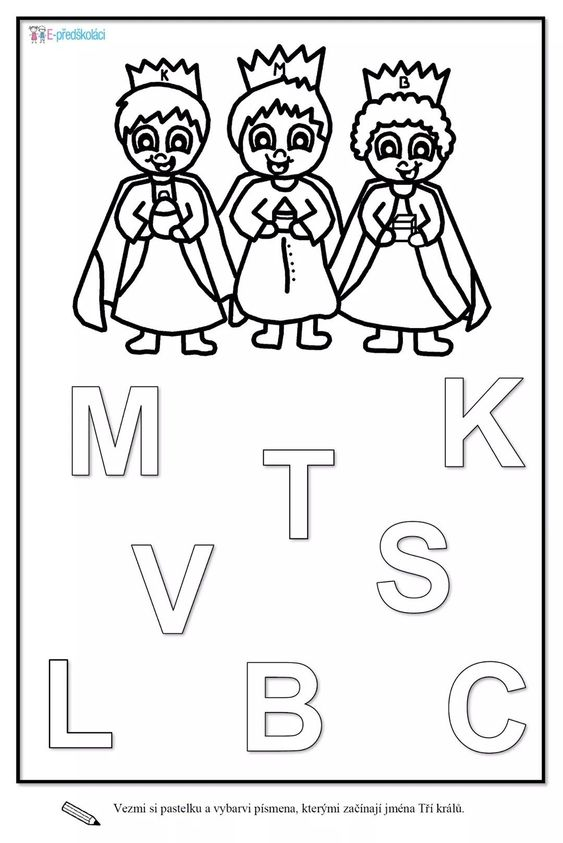 E-předškoláci
K M B
M K
T
V S
L B C
Vezmi si pastelku a vybarvi písmena, kterými začínají jména Tří králů.